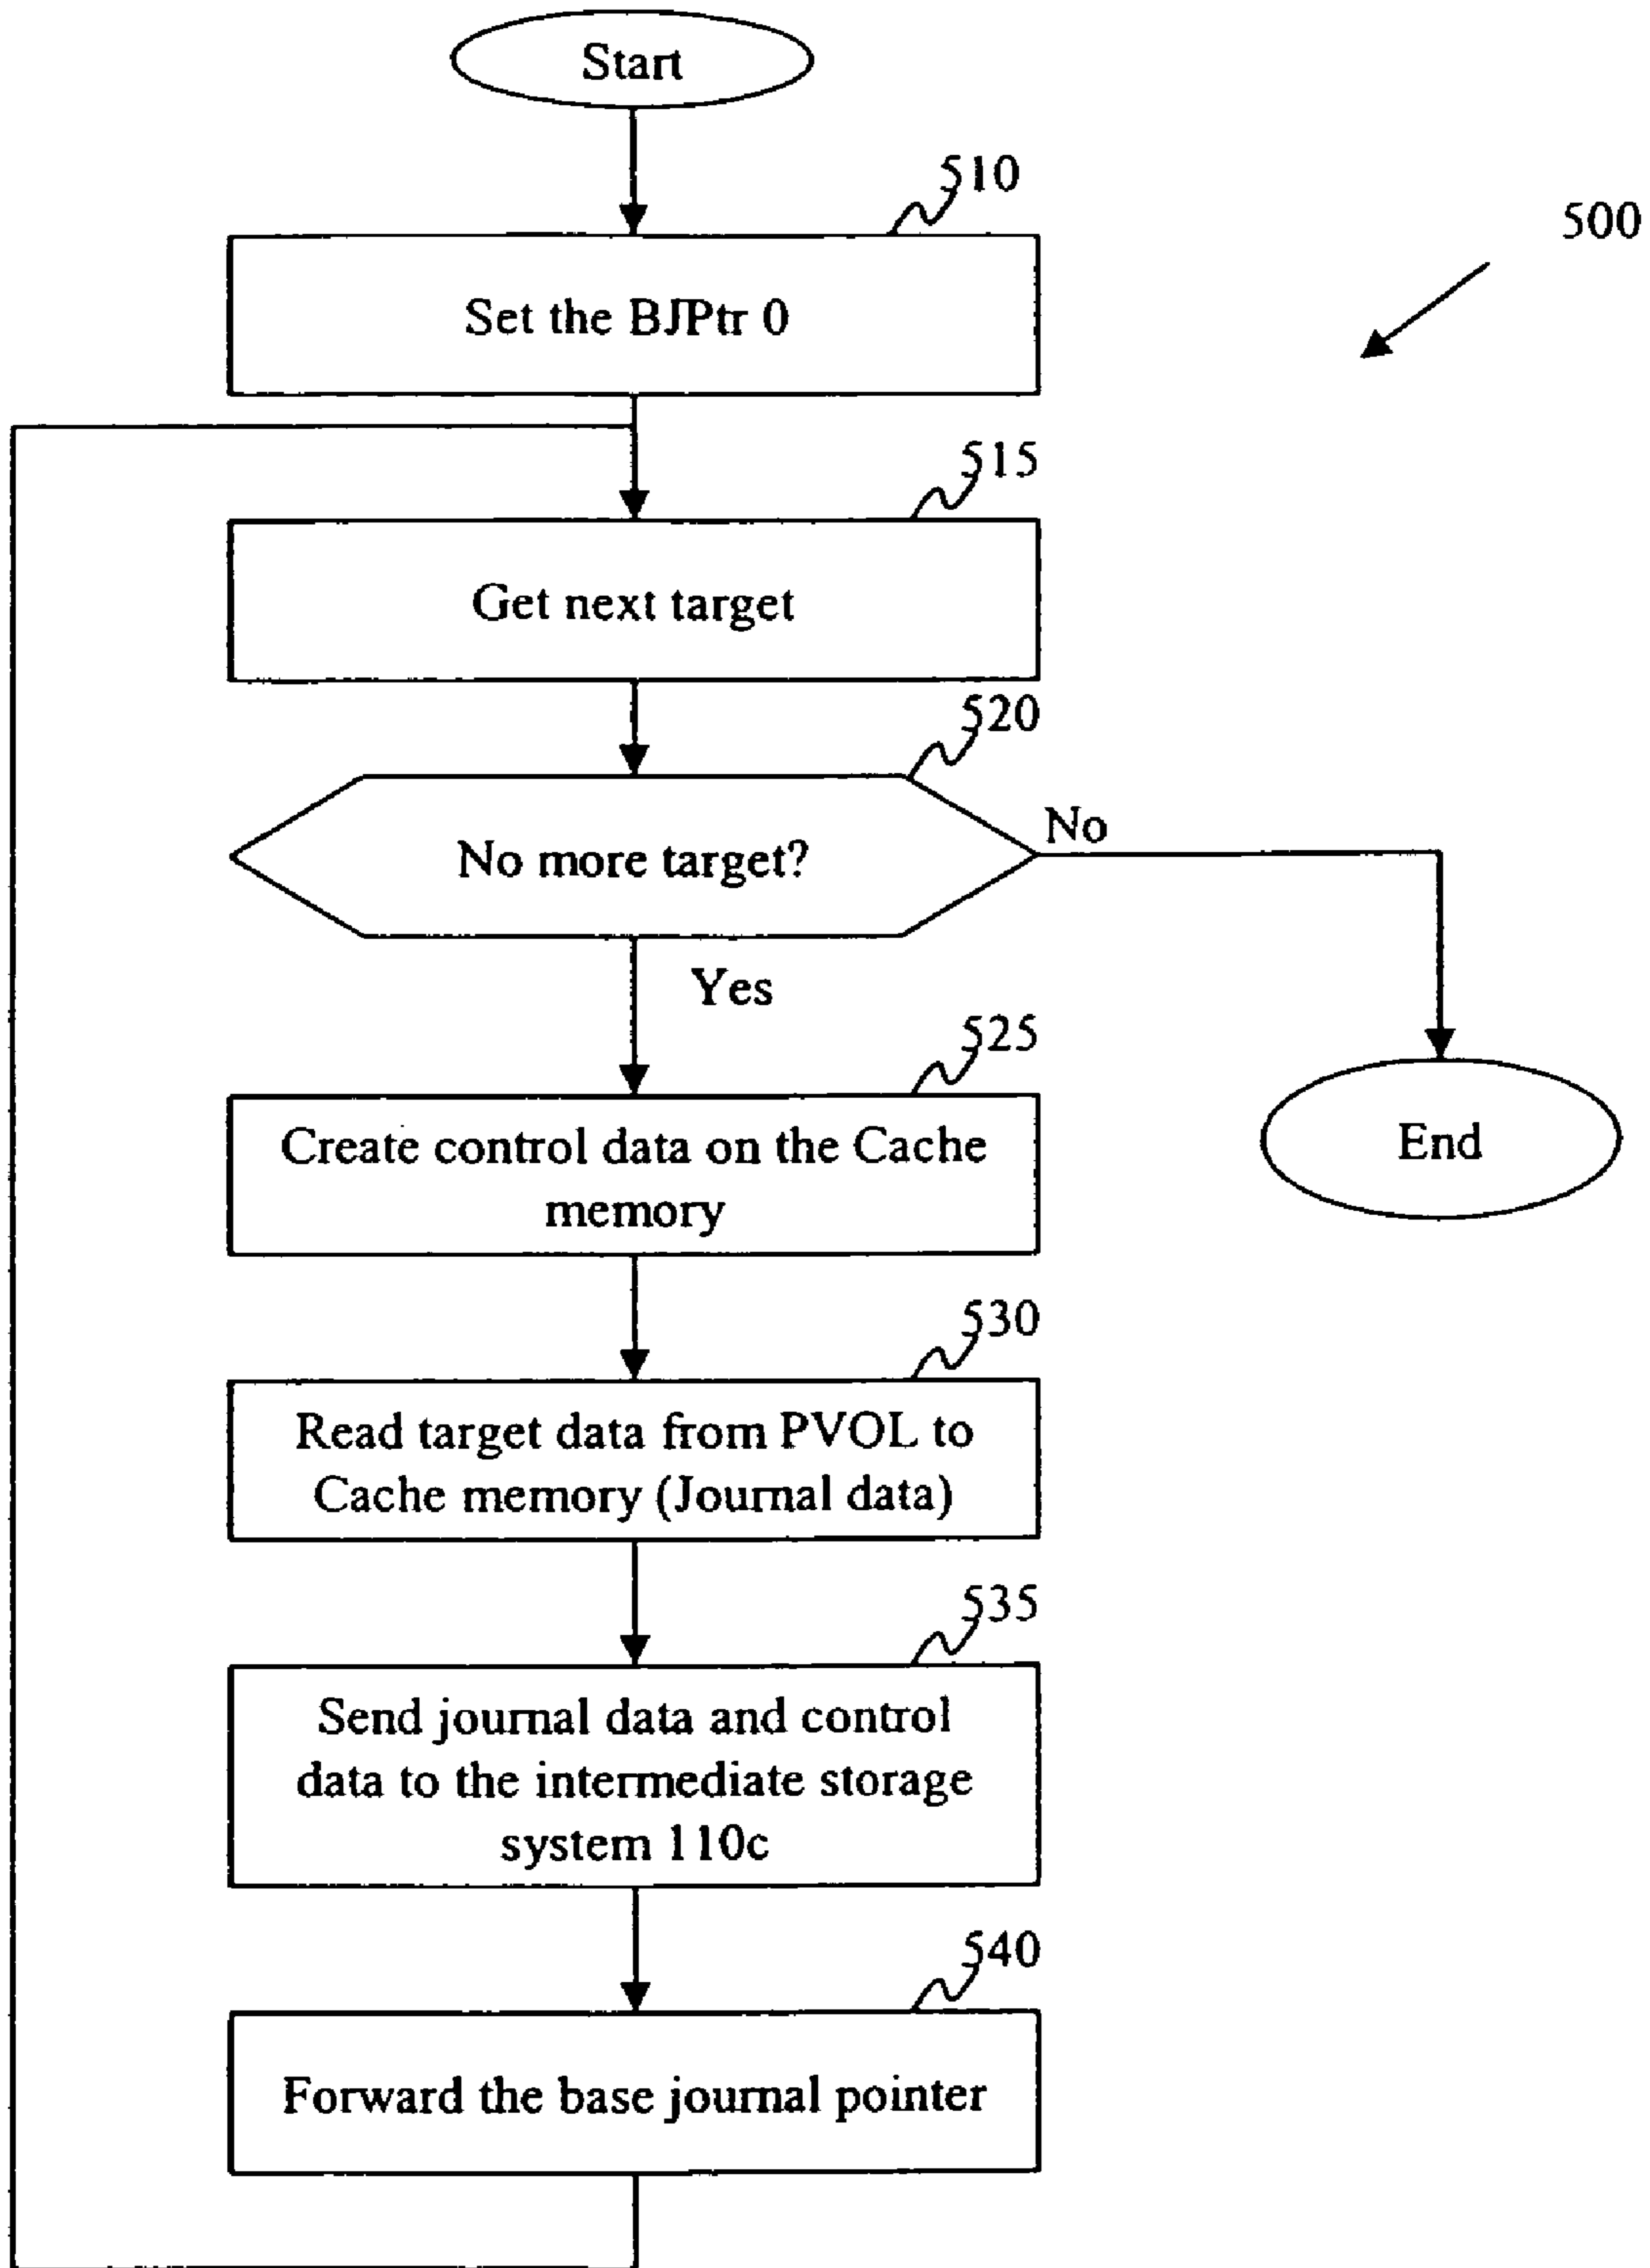 Start
510
500
Set the BJPtr 0
515
Get next target
520
No more target?
No
Yes
525
Create control data on the Cache
memory
End
530
Read target data from PVOL to
Cache memory (Journal data)
535
Send journal data and control
data to the intermediate storage
system 110c
540
Forward the base journal pointer